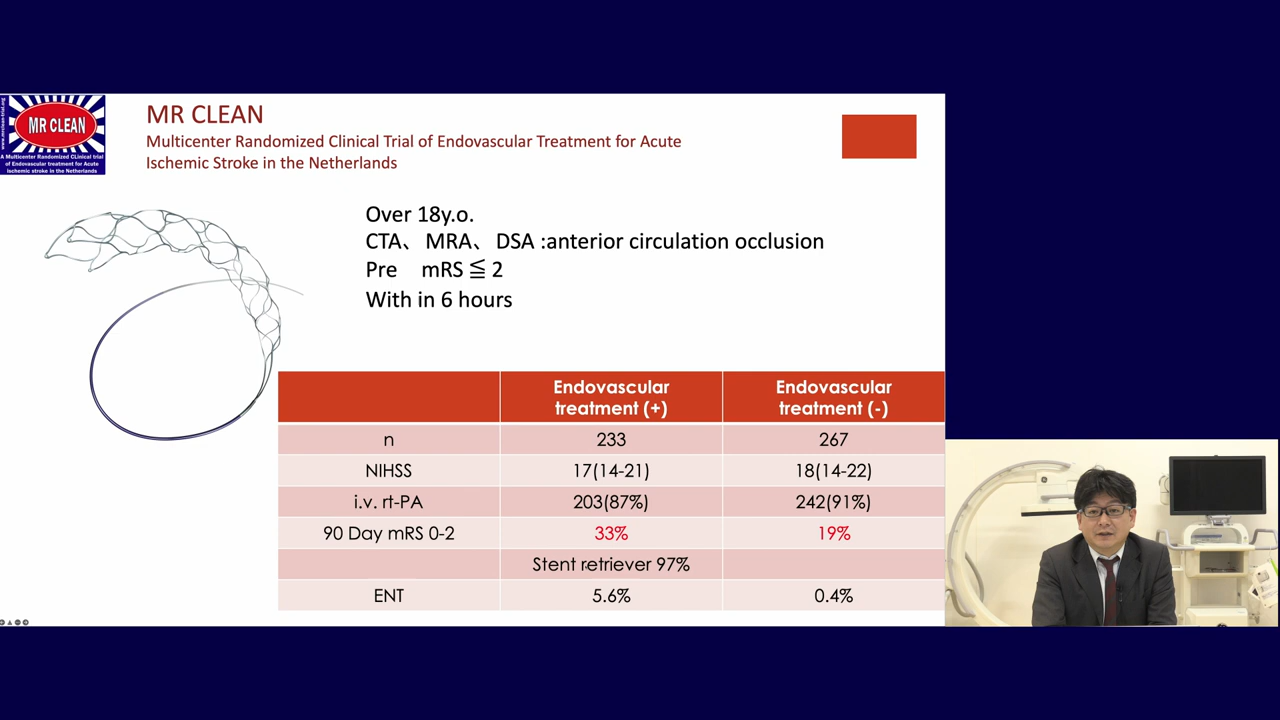 www.mrclean-trial.org
MR CLEAN
A Multicenter Randomized CLinical trial
of Endovascular treatment for Acute
ischemic stroke in the Netherlands
MR CLEAN
Multicenter Randomized Clinical Trial of Endovascular Treatment for Acute
Ischemic Stroke in the Netherlands
Over 18y.o.
CTA、 MRA、 DSA :anterior circulation occlusion
Pre mRS ≦ 2
With in 6 hours
Endovascular treatment (+) Endovascular treatment (-)
n 233 267
NIHSS 17(14-21) 18(14-22)
i.v. rt-PA 203(87%) 242(91%)
90 Day mRS 0-2 33% 19%
Stent retriever 97%
ENT 5.6% 0.4%